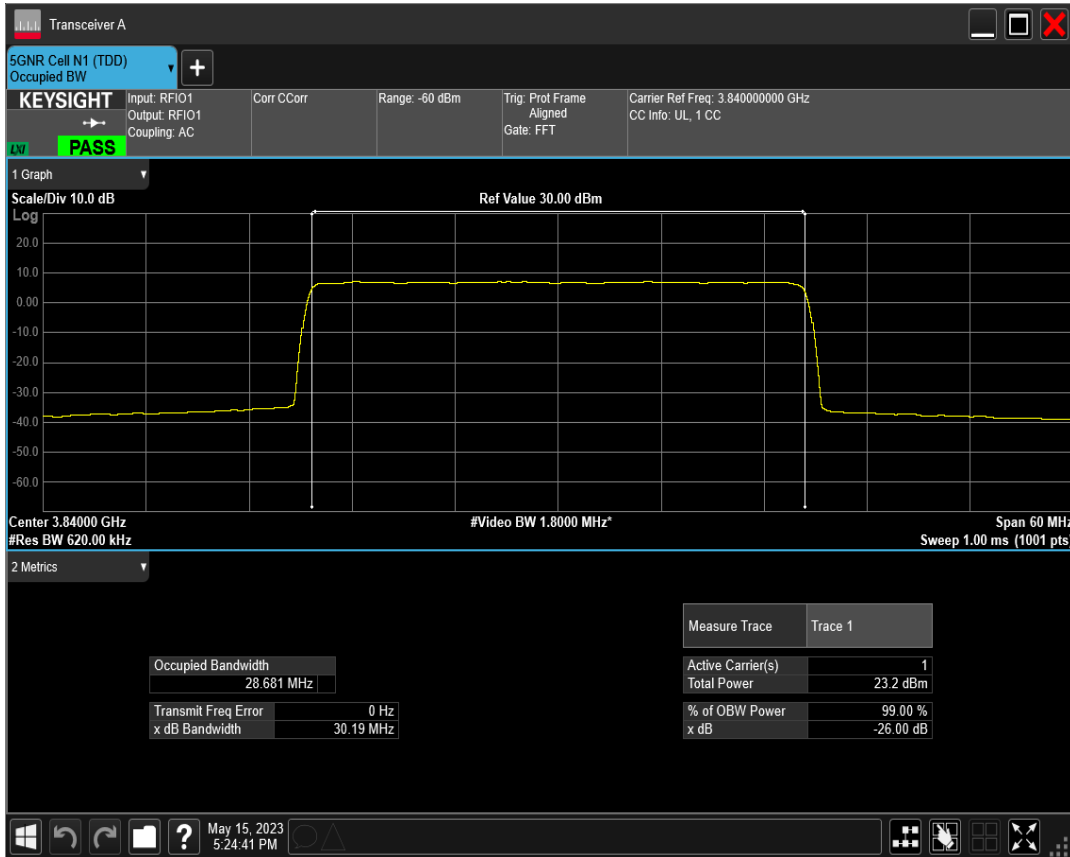 Transceiver A
5GNR Cell N1 (TDD)
Occupied BW
+
KEYSIGHT
LXI
PASS
Input: RFIO1
Output: RFIO1
Coupling: AC
Corr CCorr
Range: -60 dBm
Trig: Prot Frame
Aligned
Gate: FFT
Carrier Ref Freq: 3.840000000 GHz
CC Info: UL, 1 CC
1 Graph
Scale/Div 10.0 dB
Ref Value 30.00 dBm
Log
20.0
10.0
0.00
-10.0
-20.0
-30.0
-40.0
-50.0
-60.0
Center 3.84000 GHz
#Video BW 1.8000 MHz*
Span 60 MHz
#Res BW 620.00 kHz
Sweep 1.00 ms (1001 pts)
2 Metrics
Measure Trace Trace 1
Occupied Bandwidth
28.681 MHz
Active Carrier(s) 1
Total Power 23.2 dBm
Transmit Freq Error 0 Hz
x dB Bandwidth 30.19 MHz
% of OBW Power 99.00 %
x dB -26.00 dB
?
May 15, 2023
5:24:41 PM